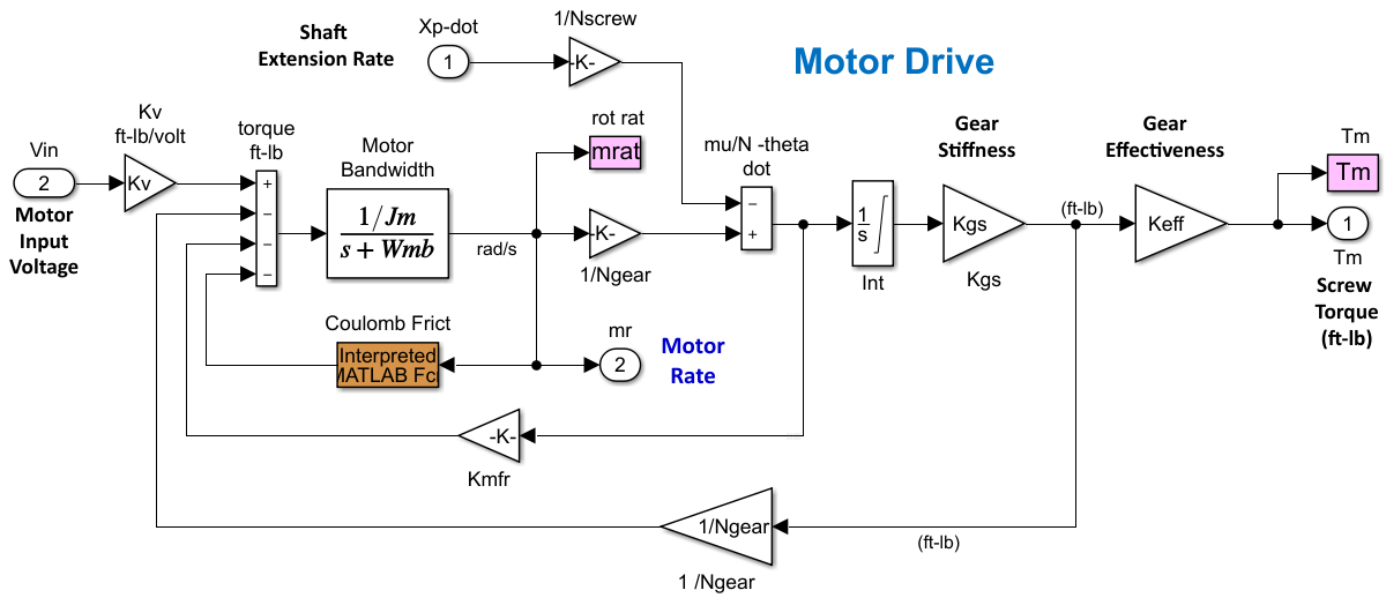 Shaft
Extension Rate
Xp-dot
1
1/Nscrew
-K-
Motor Drive
Kv
ft-lb/volt
Vin
2
Kv
Motor
Input
Voltage
torque
ft-lb
+
−
−
−
Motor
Bandwidth
1/Jm
s + Wmb
rad/s
rot rat
mrat
-K-
1/Ngear
mu/N -theta
dot
−
+
1
s
Int
Gear
Stiffness
Kgs
Kgs
(ft-lb)
Gear
Effectiveness
Keff
Tm
Tm
1
Tm
Screw
Torque
(ft-lb)
Coulomb Frict
Interpreted
MATLAB Fc
mr
2
Motor
Rate
-K-
Kmfr
1/Ngear
(ft-lb)
1 /Ngear